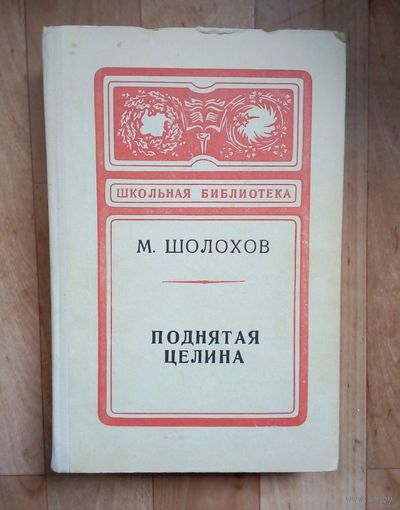 ШКОЛЬНАЯ БИБЛИОТЕКА
М. ШОЛОХОВ
ПОДНЯТАЯ
ЦЕЛИНА